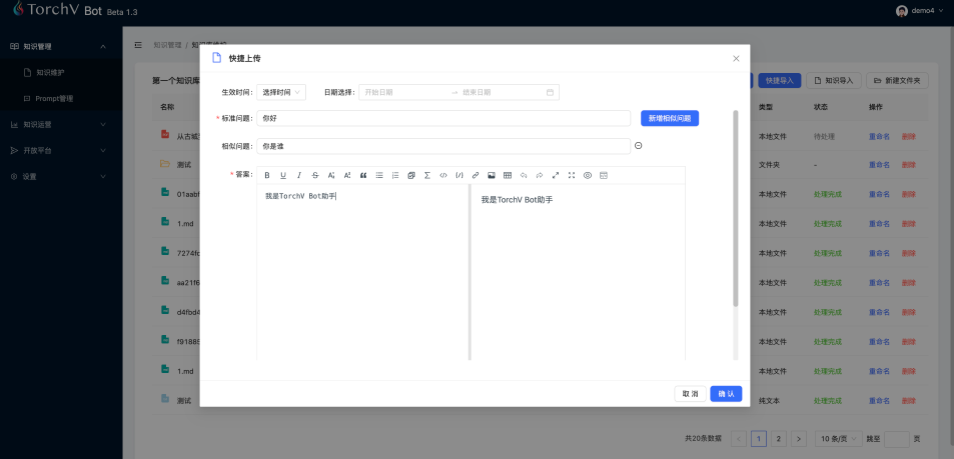 TorchV Bot Beta 1.3
demo4
知识管理
知识管理 / 知识库维护
知识维护
Prompt管理
知识运营
开放平台
设置
第一个知识库
快捷导入
知识导入
新建文件夹
名称
类型
状态
操作
从古城
本地文件
待处理
重命名
删除
测试
文件夹
-
重命名
删除
01aabf
本地文件
处理完成
重命名
删除
1.md
本地文件
处理完成
重命名
删除
7274fc
本地文件
处理完成
重命名
删除
aa21f6
本地文件
处理完成
重命名
删除
d4fbd4
本地文件
处理完成
重命名
删除
f91885
本地文件
处理完成
重命名
删除
1.md
本地文件
处理完成
重命名
删除
测试
纯文本
处理完成
重命名
删除
共20条数据
1
2
10 条/页
跳至
页
快捷上传
生效时间:
选择时间
日期选择:
开始日期
→
结束日期
* 标准问题:
你好
新增相似问题
相似问题:
你是谁
* 答案:
我是TorchV Bot助手
我是TorchV Bot助手
取 消
确 认